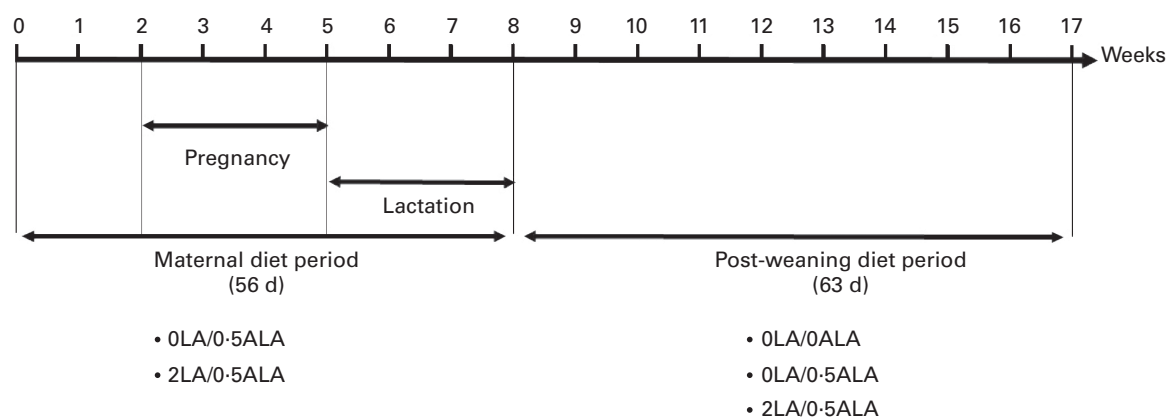 0 1 2 3 4 5 6 7 8 9 10 11 12 13 14 15 16 17
Weeks
Pregnancy
Lactation
Maternal diet period
(56 d)
• 0LA/0·5ALA
• 2LA/0·5ALA
Post-weaning diet period
(63 d)
• 0LA/0ALA
• 0LA/0·5ALA
• 2LA/0·5ALA